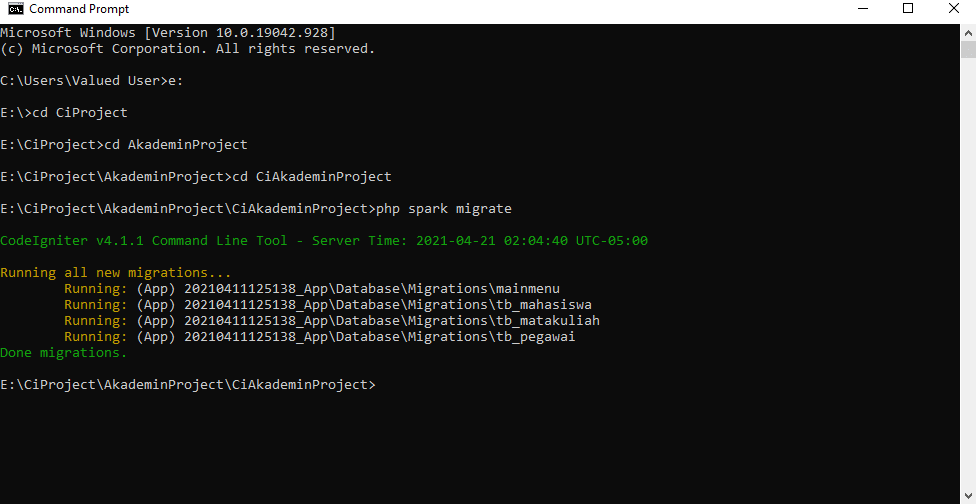 Command Prompt
Microsoft Windows [Version 10.0.19042.928]
(c) Microsoft Corporation. All rights reserved.
C:\Users\Valued User>e:
E:\>cd CiProject
E:\CiProject>cd AkademinProject
E:\CiProject\AkademinProject>cd CiAkademinProject
E:\CiProject\AkademinProject\CiAkademinProject>php spark migrate
CodeIgniter v4.1.1 Command Line Tool - Server Time: 2021-04-21 02:04:40 UTC-05:00
Running all new migrations...
Running: (App) 20210411125138_App\Database\Migrations\mainmenu
Running: (App) 20210411125138_App\Database\Migrations\tb_mahasiswa
Running: (App) 20210411125138_App\Database\Migrations\tb_matakuliah
Running: (App) 20210411125138_App\Database\Migrations\tb_pegawai
Done migrations.
E:\CiProject\AkademinProject\CiAkademinProject>